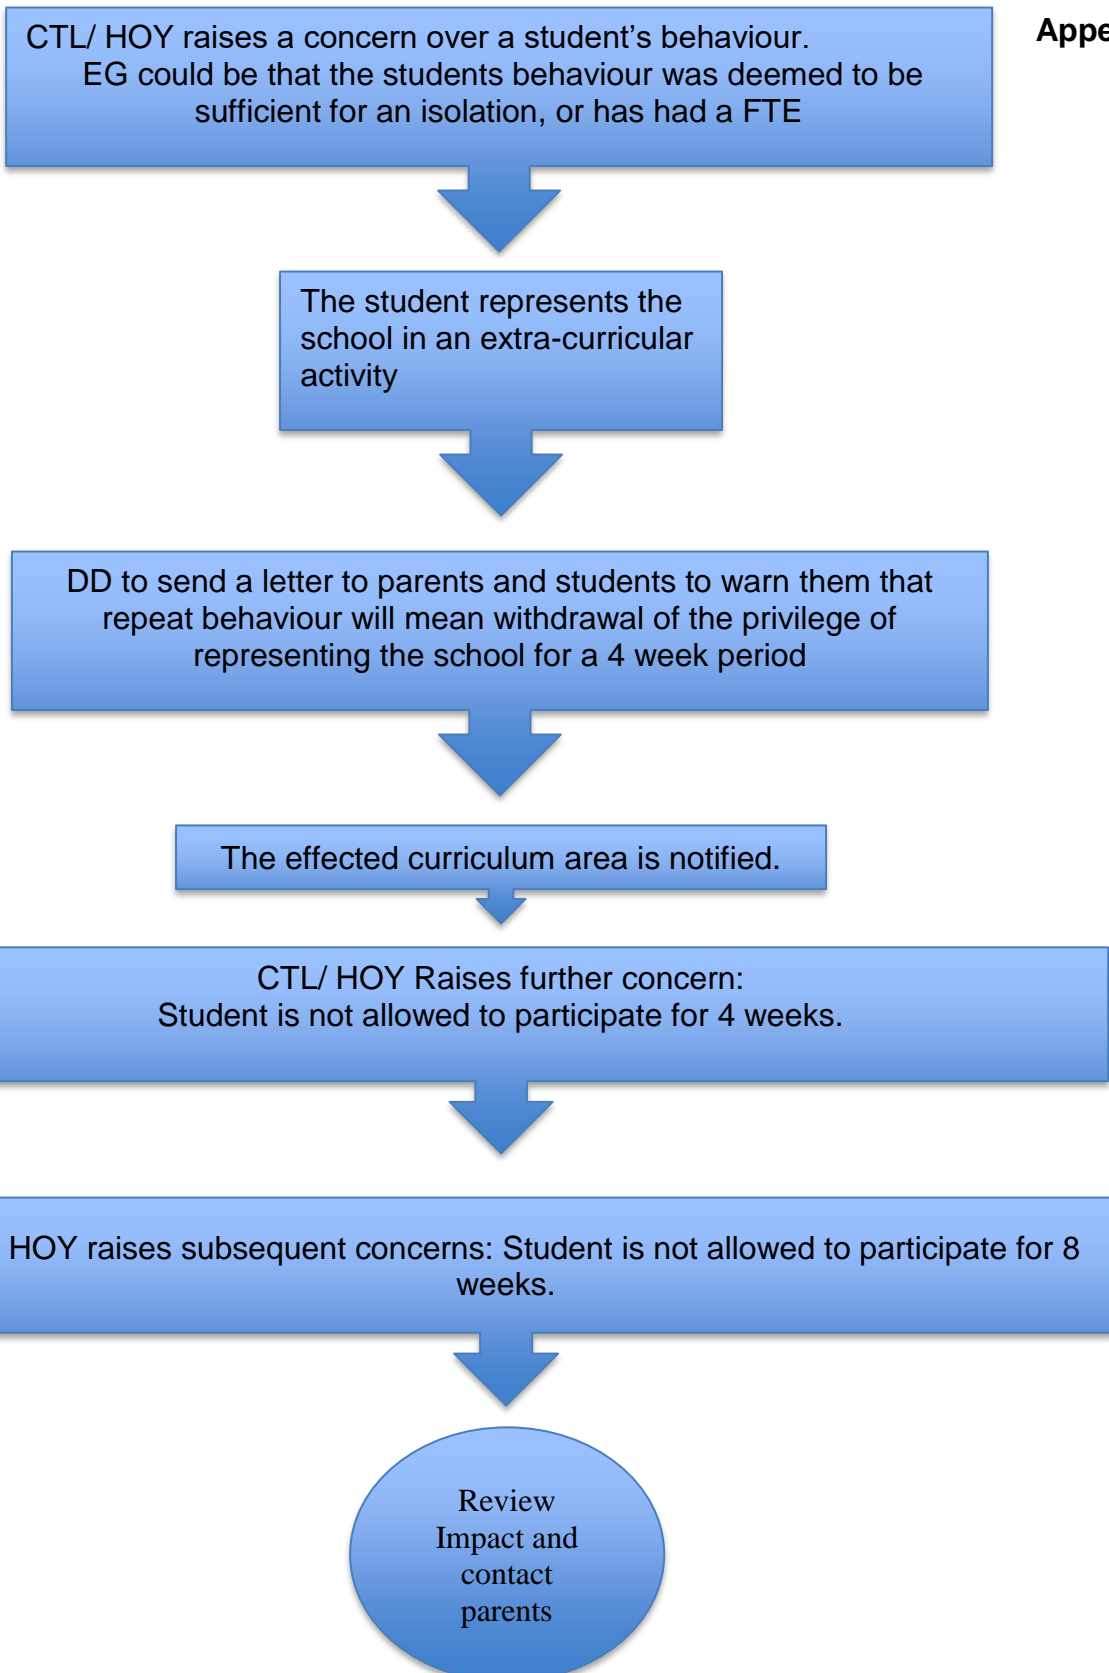 CTL/ HOY raises a concern over a student’s behaviour.
EG could be that the students behaviour was deemed to be
sufficient for an isolation, or has had a FTE
Appe
The student represents the
school in an extra-curricular
activity
DD to send a letter to parents and students to warn them that
repeat behaviour will mean withdrawal of the privilege of
representing the school for a 4 week period
The effected curriculum area is notified.
CTL/ HOY Raises further concern:
Student is not allowed to participate for 4 weeks.
HOY raises subsequent concerns: Student is not allowed to participate for 8
weeks.
Review
Impact and
contact
parents